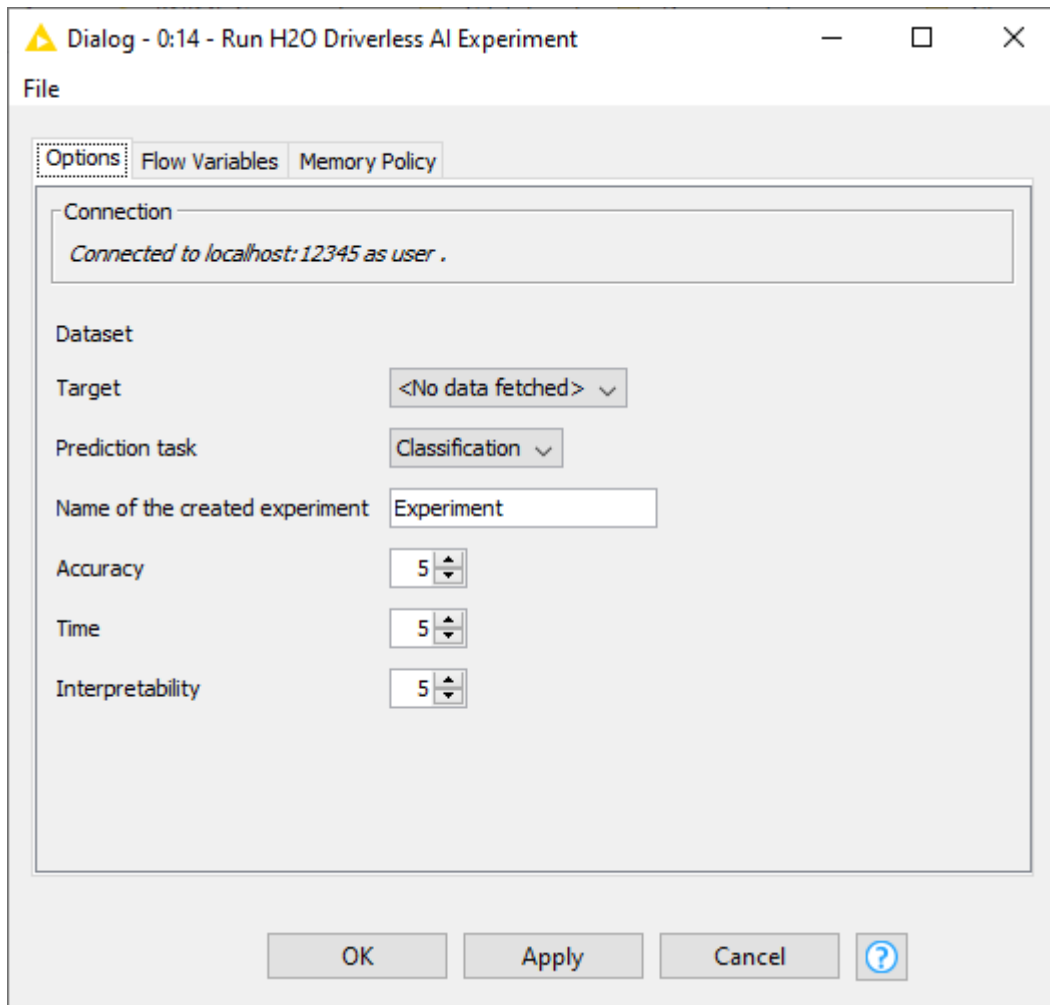 Dialog - 0:14 - Run H2O Driverless AI Experiment
File
Options Flow Variables Memory Policy
Connection
Connected to localhost:12345 as user .
Dataset
Target <No data fetched>
Prediction task Classification
Name of the created experiment Experiment
Accuracy 5
Time 5
Interpretability 5
OK Apply Cancel ?